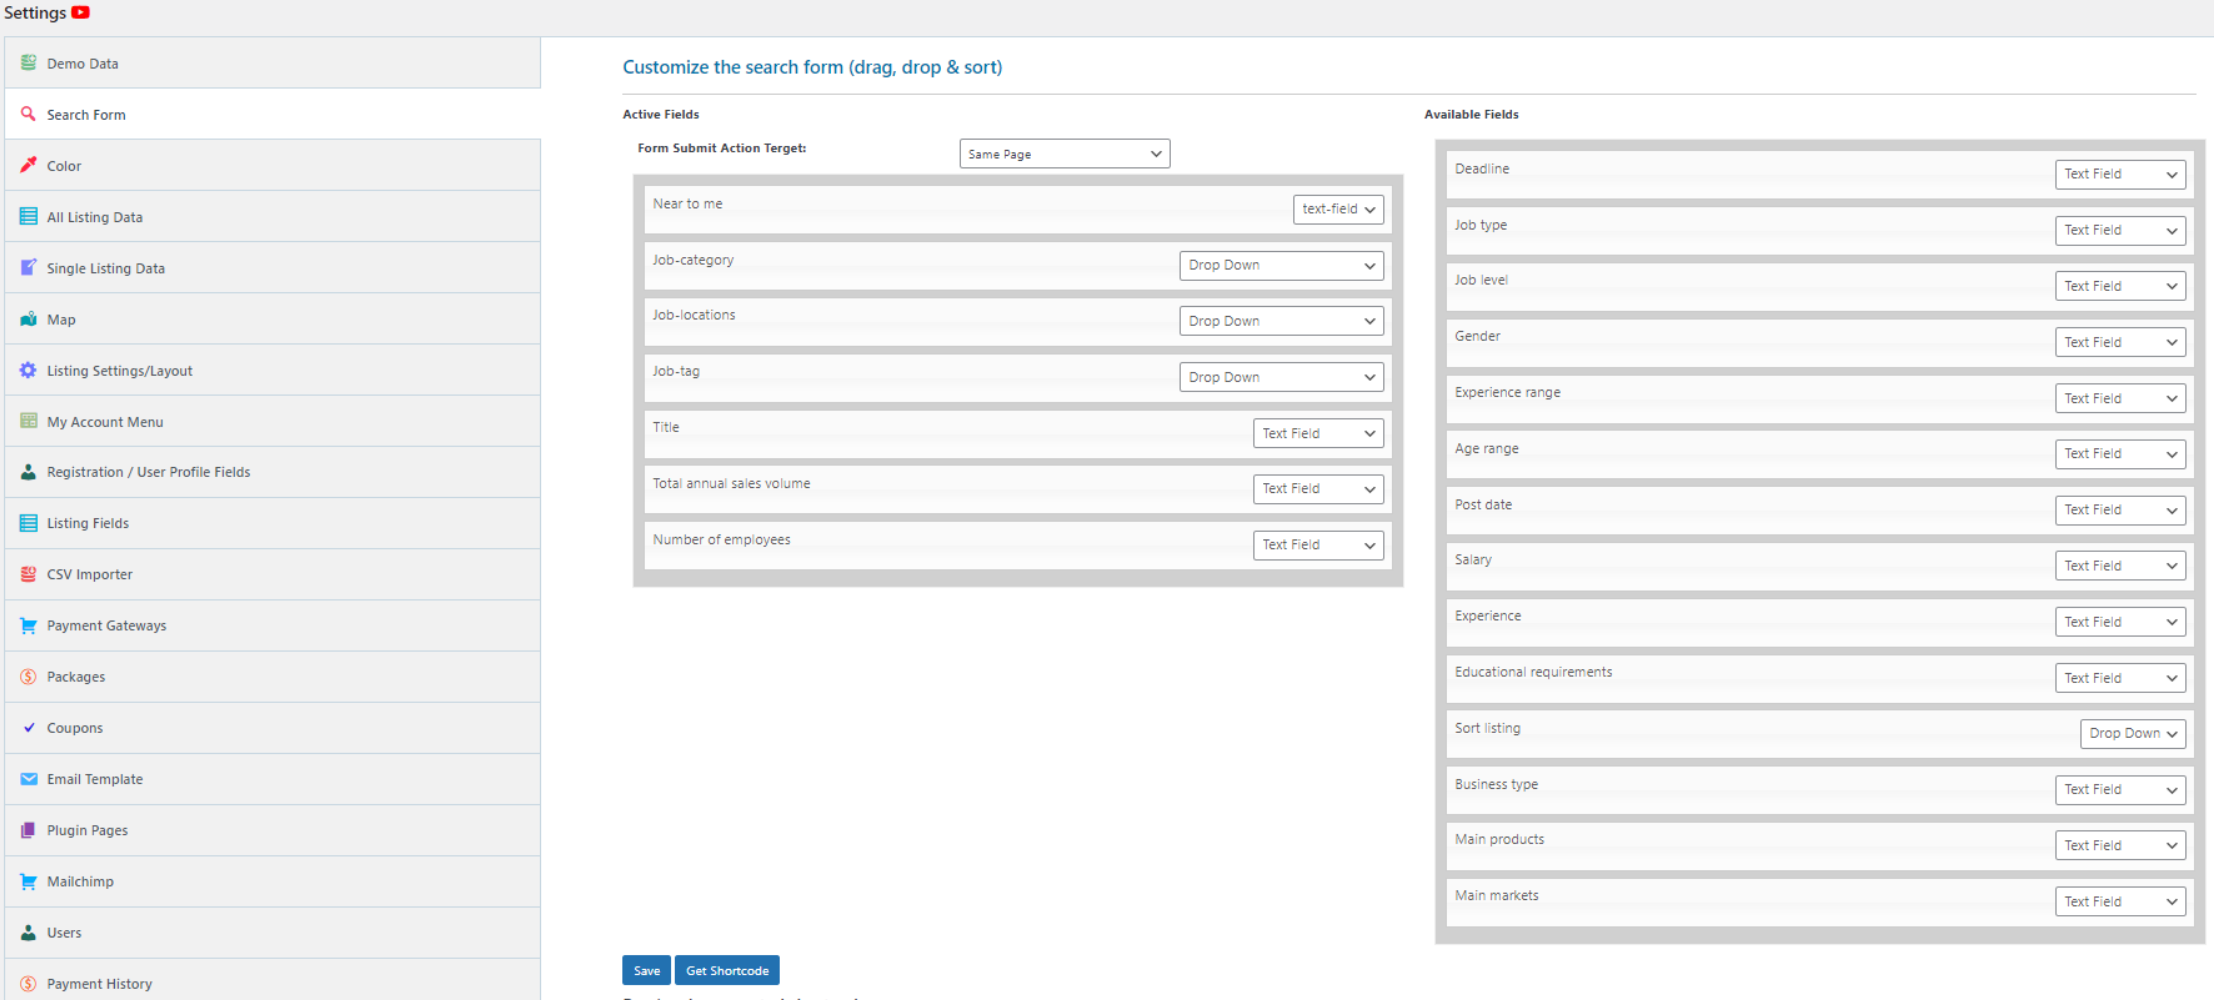 Settings
Demo Data
Search Form
Color
All Listing Data
Single Listing Data
Map
Listing Settings/Layout
My Account Menu
Registration / User Profile Fields
Listing Fields
CSV Importer
Payment Gateways
Packages
Coupons
Email Template
Plugin Pages
Mailchimp
Users
Payment History
Customize the search form (drag, drop & sort)
Active Fields
Form Submit Action Terget:
Same Page
Near to me
text-field
Job-category
Drop Down
Job-locations
Drop Down
Job-tag
Drop Down
Title
Text Field
Total annual sales volume
Text Field
Number of employees
Text Field
Available Fields
Deadline
Text Field
Job type
Text Field
Job level
Text Field
Gender
Text Field
Experience range
Text Field
Age range
Text Field
Post date
Text Field
Salary
Text Field
Experience
Text Field
Educational requirements
Text Field
Sort listing
Drop Down
Business type
Text Field
Main products
Text Field
Main markets
Text Field
Save
Get Shortcode